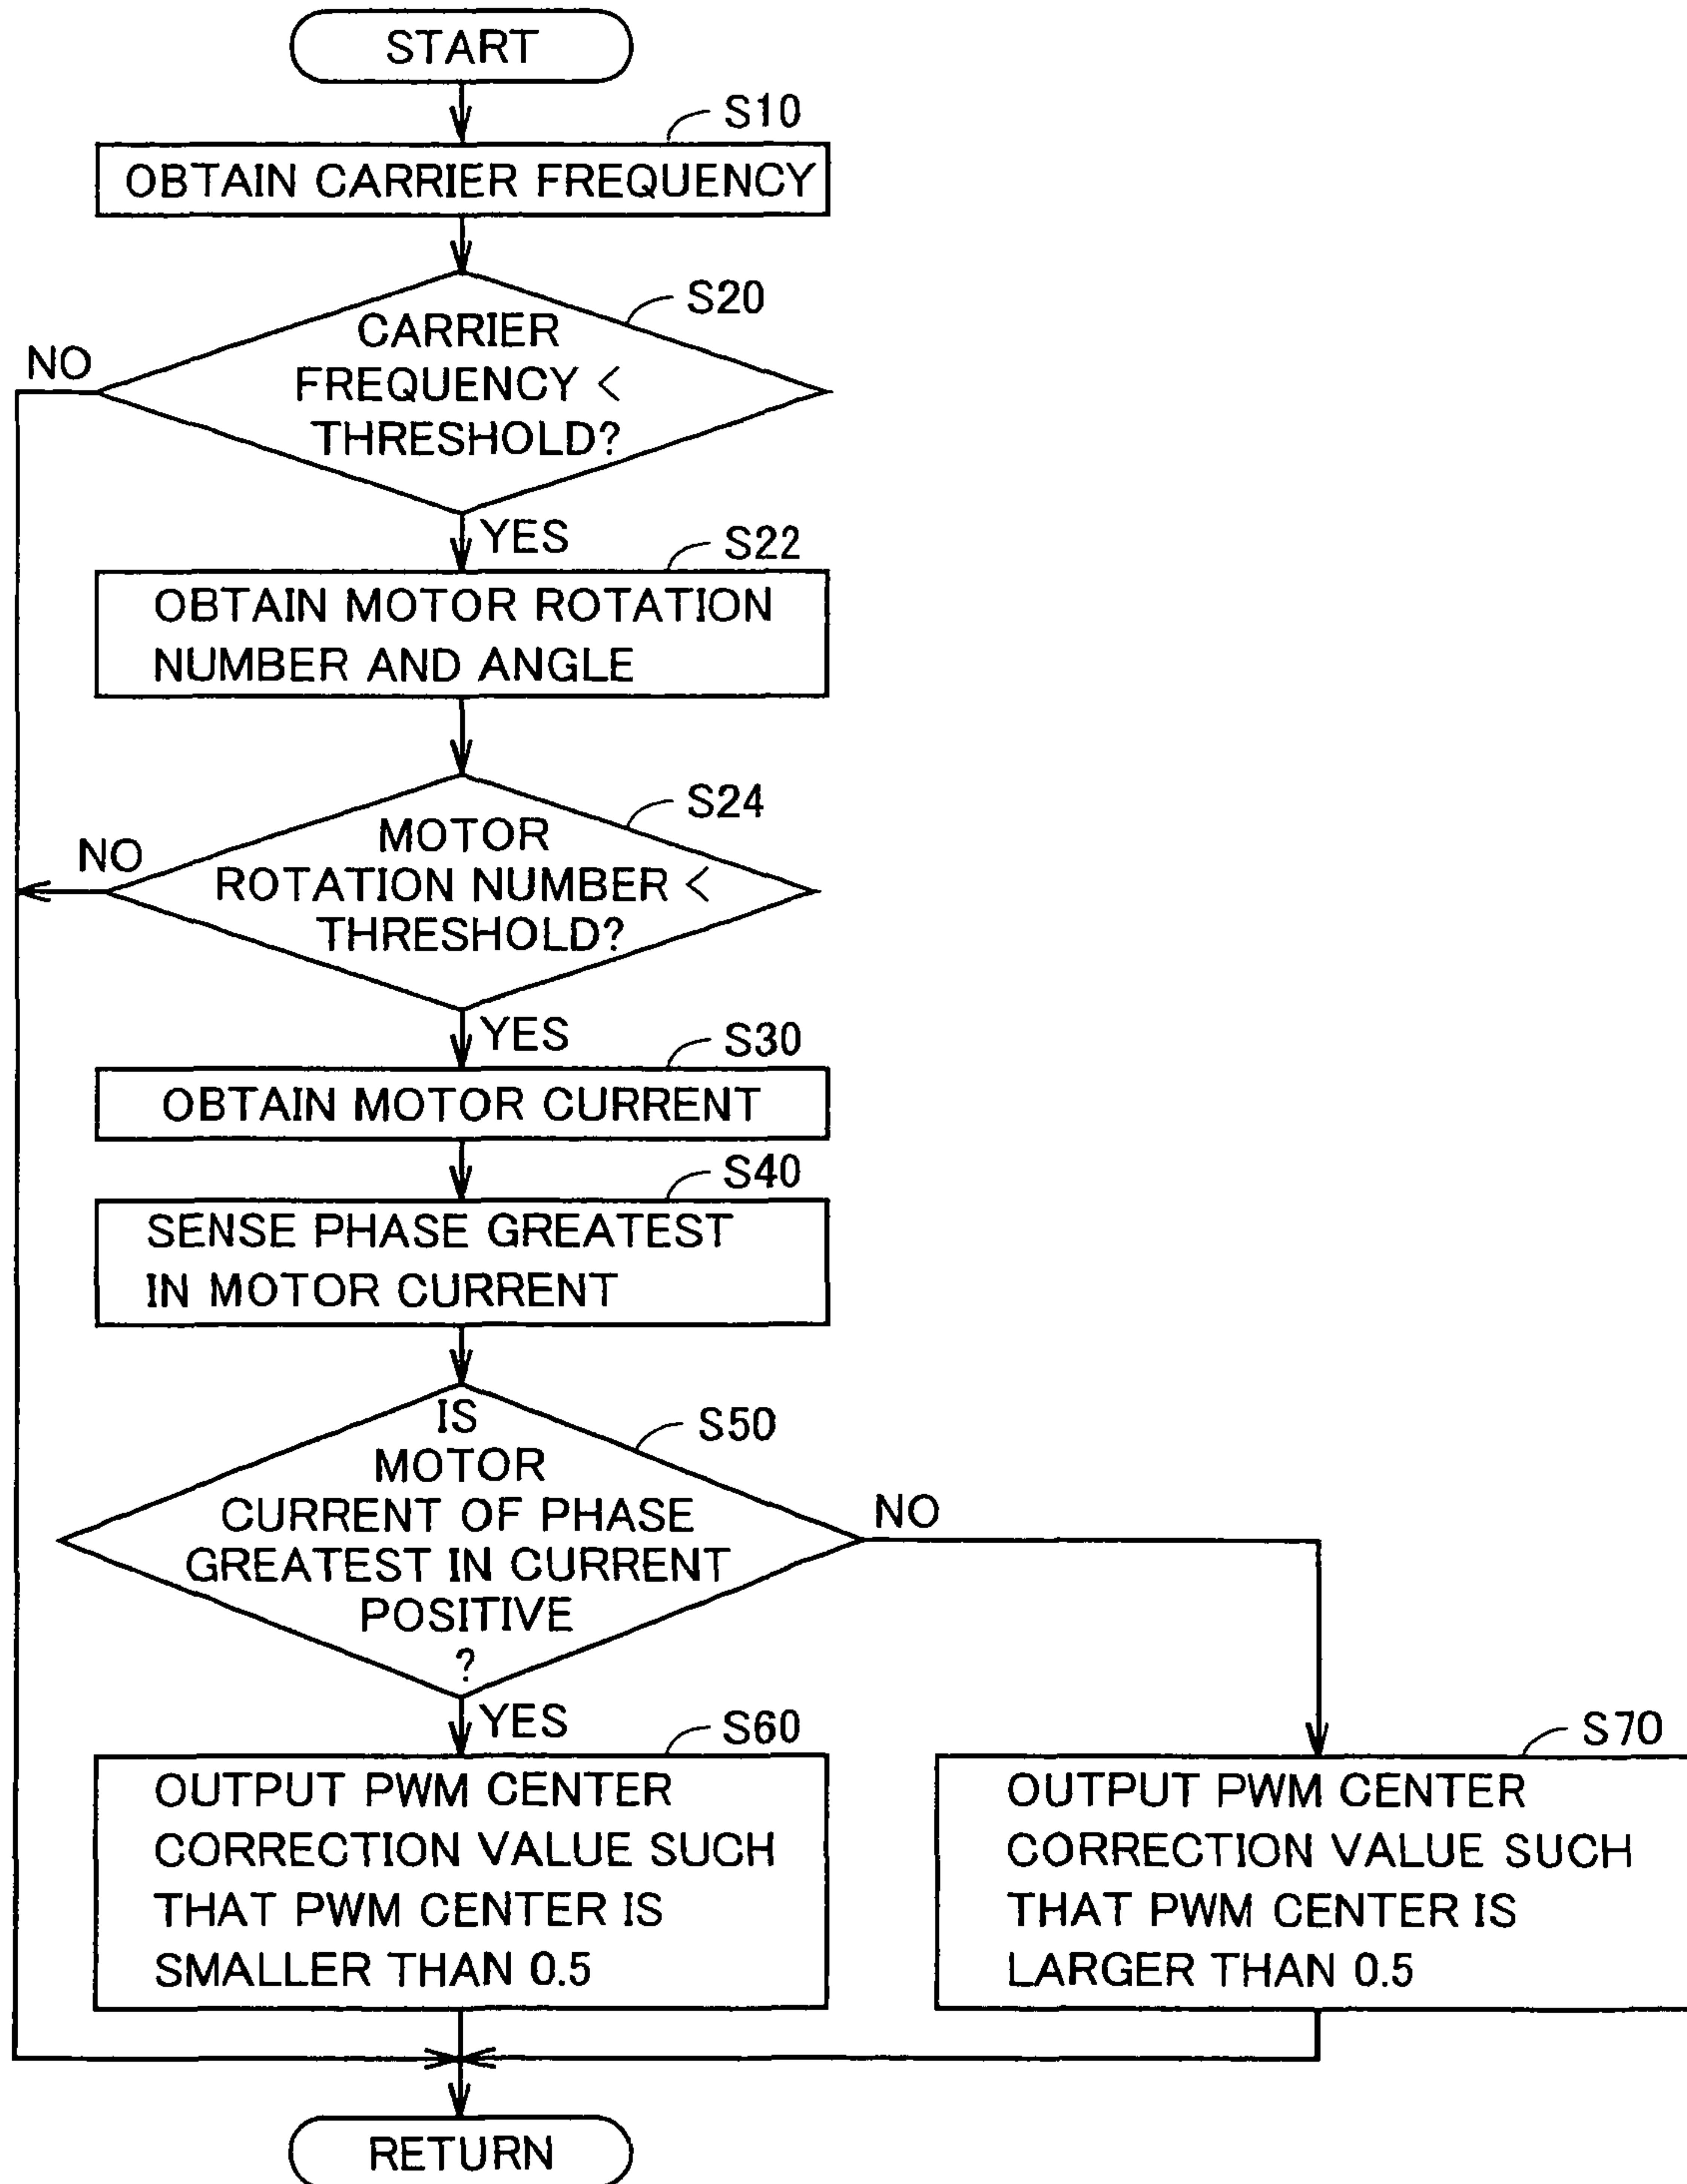 START
S10
OBTAIN CARRIER FREQUENCY
S20
CARRIER
FREQUENCY <
THRESHOLD?
NO
YES
S22
OBTAIN MOTOR ROTATION
NUMBER AND ANGLE
S24
MOTOR
ROTATION NUMBER <
THRESHOLD?
NO
YES
S30
OBTAIN MOTOR CURRENT
S40
SENSE PHASE GREATEST
IN MOTOR CURRENT
S50
IS
MOTOR
CURRENT OF PHASE
GREATEST IN CURRENT
POSITIVE
?
NO
YES
S60
OUTPUT PWM CENTER
CORRECTION VALUE SUCH
THAT PWM CENTER IS
SMALLER THAN 0.5
S70
OUTPUT PWM CENTER
CORRECTION VALUE SUCH
THAT PWM CENTER IS
LARGER THAN 0.5
RETURN